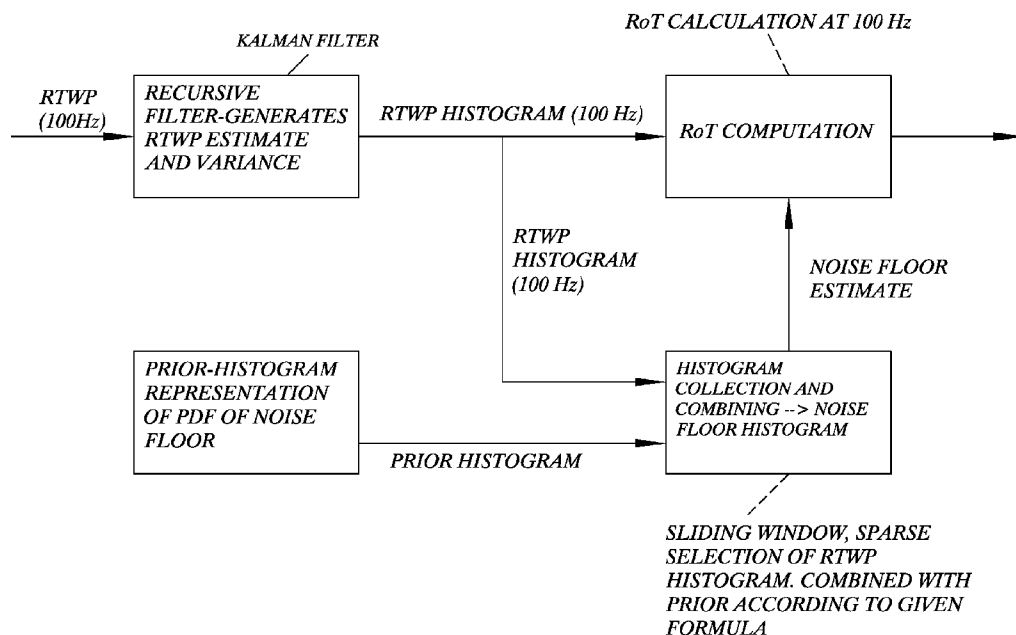 RoT CALCULATION AT 100 Hz
KALMAN FILTER
RTWP
(100Hz)
RECURSIVE
FILTER-GENERATES
RTWP ESTIMATE
AND VARIANCE
RTWP HISTOGRAM (100 Hz)
RoT COMPUTATION
RTWP
HISTOGRAM
(100 Hz)
NOISE FLOOR
ESTIMATE
PRIOR-HISTOGRAM
REPRESENTATION
OF PDF OF NOISE
FLOOR
PRIOR HISTOGRAM
HISTOGRAM
COLLECTION AND
COMBINING --> NOISE
FLOOR HISTOGRAM
SLIDING WINDOW, SPARSE
SELECTION OF RTWP
HISTOGRAM. COMBINED WITH
PRIOR ACCORDING TO GIVEN
FORMULA